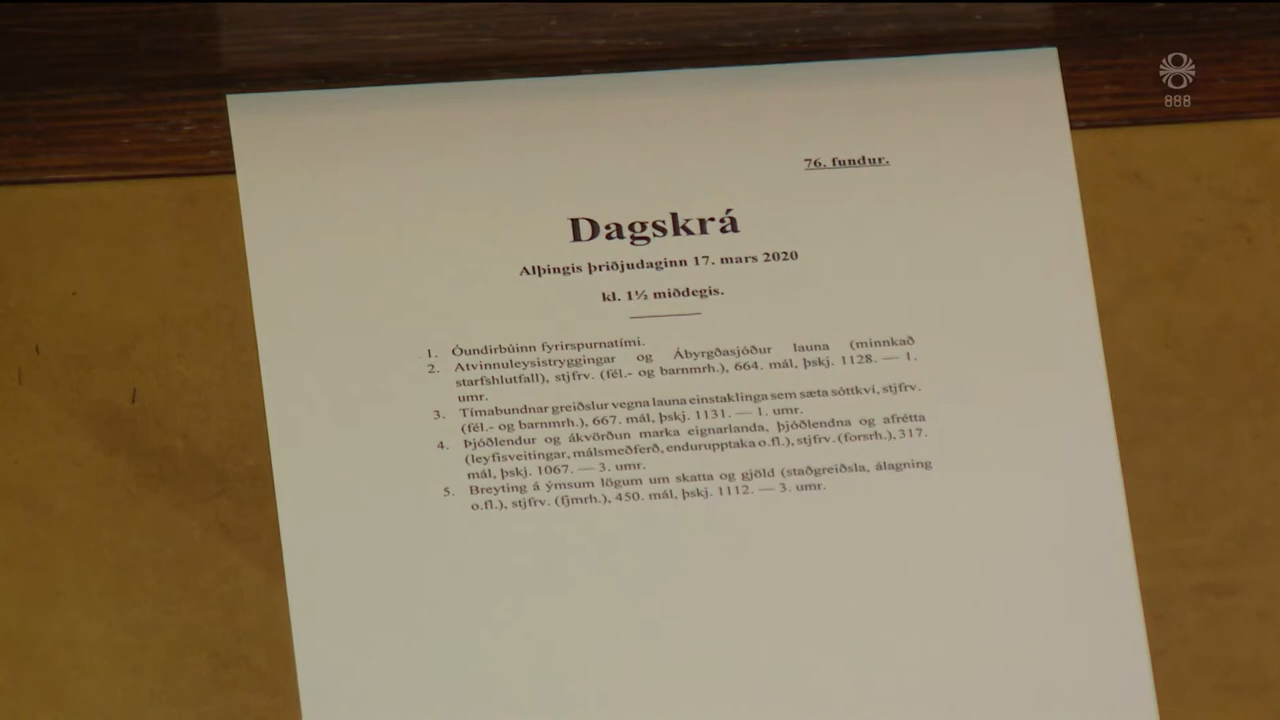 888
76. fundur.
Dagskrá
Alþingis þriðjudaginn 17. mars 2020
kl. 1½ miðdegis.
1. Óundirbúinn fyrirspurnatími.
2. Atvinnuleysistryggingar og Ábyrgðasjóður launa (minnkað
starfshlutfall), stjfrv. (fél.- og barnmrh.), 664. mál, þskj. 1128. — 1.
umr.
3. Tímabundnar greiðslur vegna launa einstaklinga sem sæta sóttkví, stjfrv.
(fél.- og barnmrh.), 667. mál, þskj. 1131. — 1. umr.
4. Þjóðlendur og ákvörðun marka eignarlanda, þjóðlendna og afrétta
(leyfisveitingar, málsmeðferð, endurupptaka o.fl.), stjfrv. (forsrh.), 317.
mál, þskj. 1067. — 3. umr.
5. Breyting á ýmsum lögum um skatta og gjöld (staðgreiðsla, álagning
o.fl.), stjfrv. (fjmrh.), 450. mál, þskj. 1112. — 3. umr.